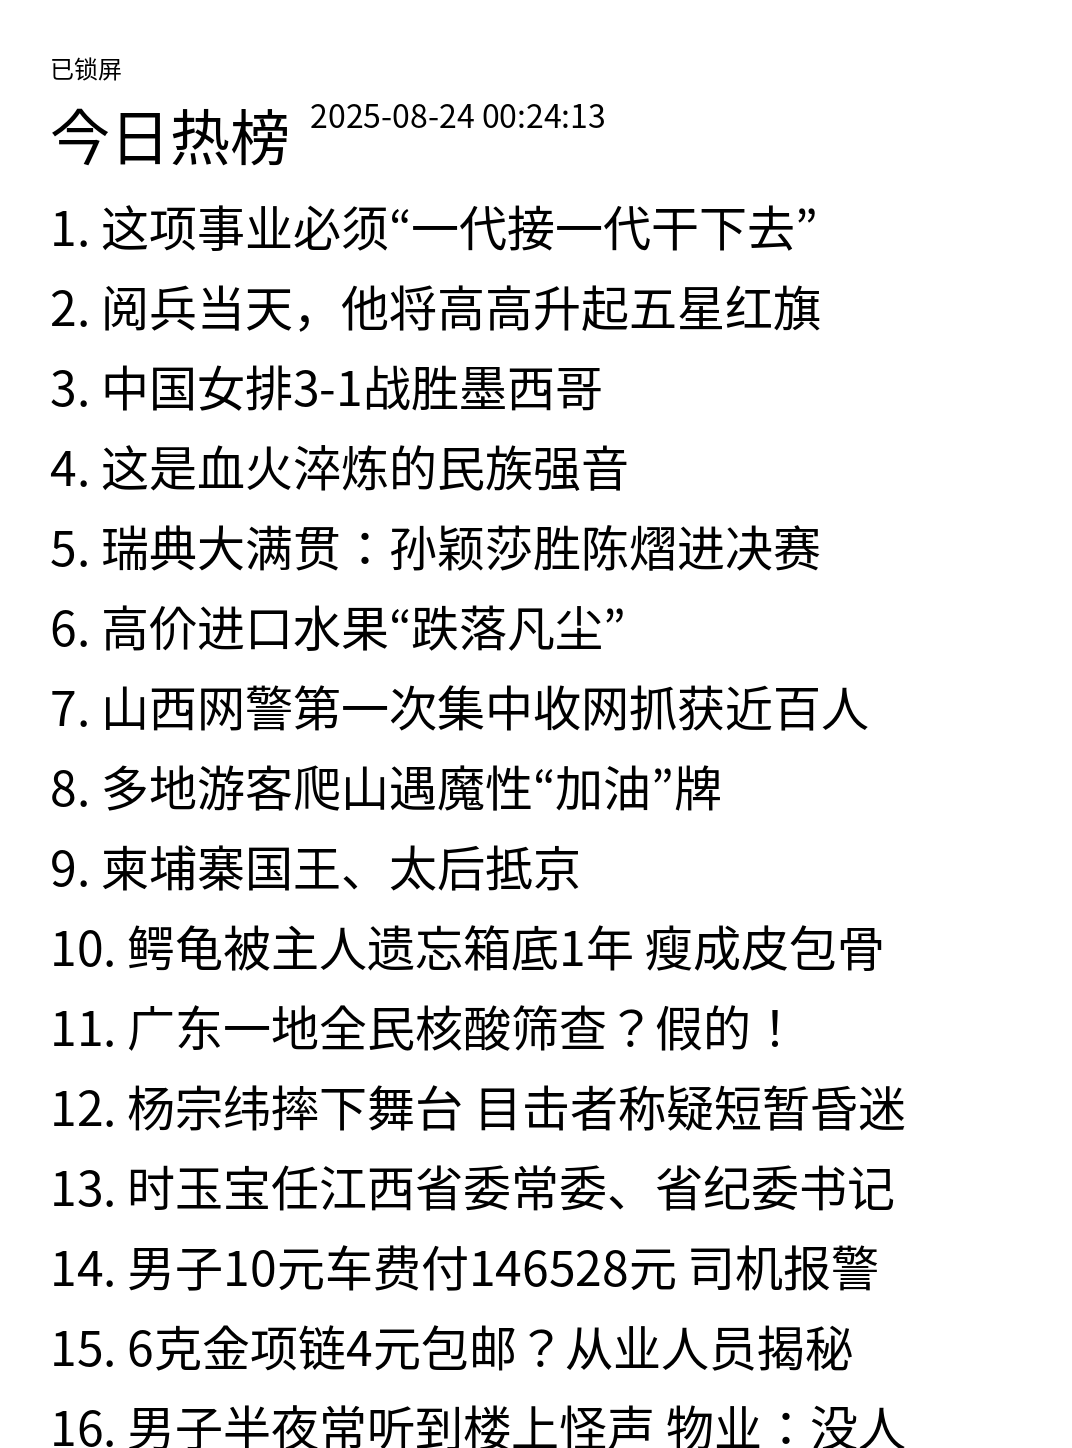 已锁屏
今日热榜 2025-08-24 00:24:13
1. 这项事业必须“一代接一代干下去”
2. 阅兵当天，他将高高升起五星红旗
3. 中国女排3-1战胜墨西哥
4. 这是血火淬炼的民族强音
5. 瑞典大满贯：孙颖莎胜陈熠进决赛
6. 高价进口水果“跌落凡尘”
7. 山西网警第一次集中收网抓获近百人
8. 多地游客爬山遇魔性“加油”牌
9. 柬埔寨国王、太后抵京
10. 鳄龟被主人遗忘箱底1年 瘦成皮包骨
11. 广东一地全民核酸筛查？假的！
12. 杨宗纬摔下舞台 目击者称疑短暂昏迷
13. 时玉宝任江西省委常委、省纪委书记
14. 男子10元车费付146528元 司机报警
15. 6克金项链4元包邮？从业人员揭秘
16. 男子半夜常听到楼上怪声 物业：没人